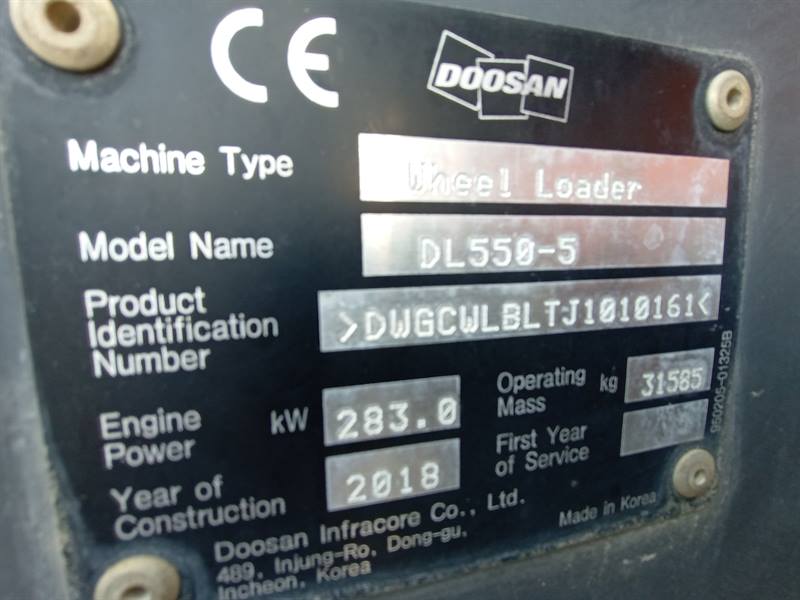 CE
DOOSAN
Machine Type Wheel Loader
Model Name DL550-5
Product
Identification
Number >DWGCWLBLTJ1010161<
Engine
Power kW 283.0
Operating
Mass kg 31585
Year of
Construction 2018
First Year
of Service
Doosan Infracore Co., Ltd.
489, Injung-Ro, Dong-gu,
Incheon, Korea
Made in Korea
950205-01325B